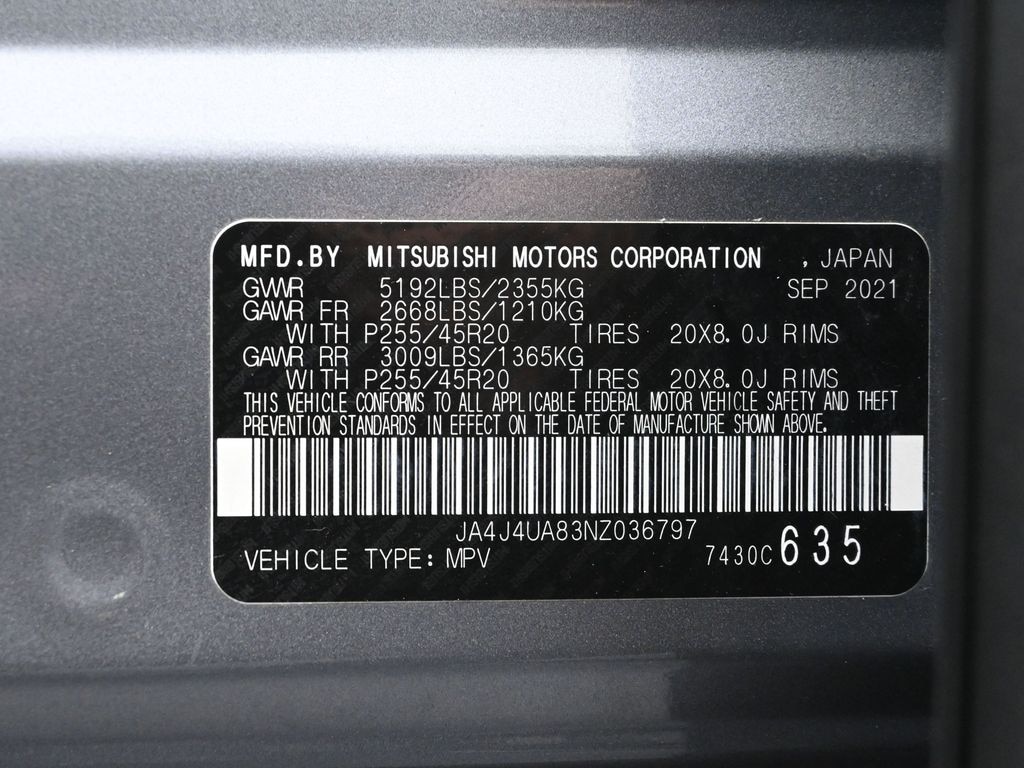 MFD.BY MITSUBISHI MOTORS CORPORATION , JAPAN
GVWR 5192LBS/2355KG SEP 2021
GAWR FR 2668LBS/1210KG
WITH P255/45R20 TIRES 20X8.0J RIMS
GAWR RR 3009LBS/1365KG
WITH P255/45R20 TIRES 20X8.0J RIMS
THIS VEHICLE CONFORMS TO ALL APPLICABLE FEDERAL MOTOR VEHICLE SAFETY AND THEFT
PREVENTION STANDARDS IN EFFECT ON THE DATE OF MANUFACTURE SHOWN ABOVE.
JA4J4UA83NZ036797
VEHICLE TYPE: MPV 7430C 635